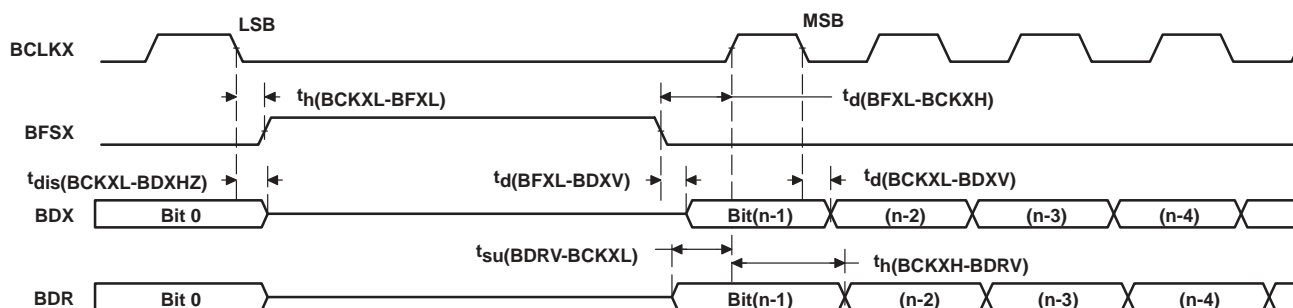 LSB MSB
BCLKX
th(BCKXL-BFXL) td(BFXL-BCKXH)
BFSX
tdis(BCKXL-BDXHZ) td(BFXL-BDXV) td(BCKXL-BDXV)
BDX Bit 0 Bit(n-1) (n-2) (n-3) (n-4)
tsu(BDRV-BCKXL) th(BCKXH-BDRV)
BDR Bit 0 Bit(n-1) (n-2) (n-3) (n-4)